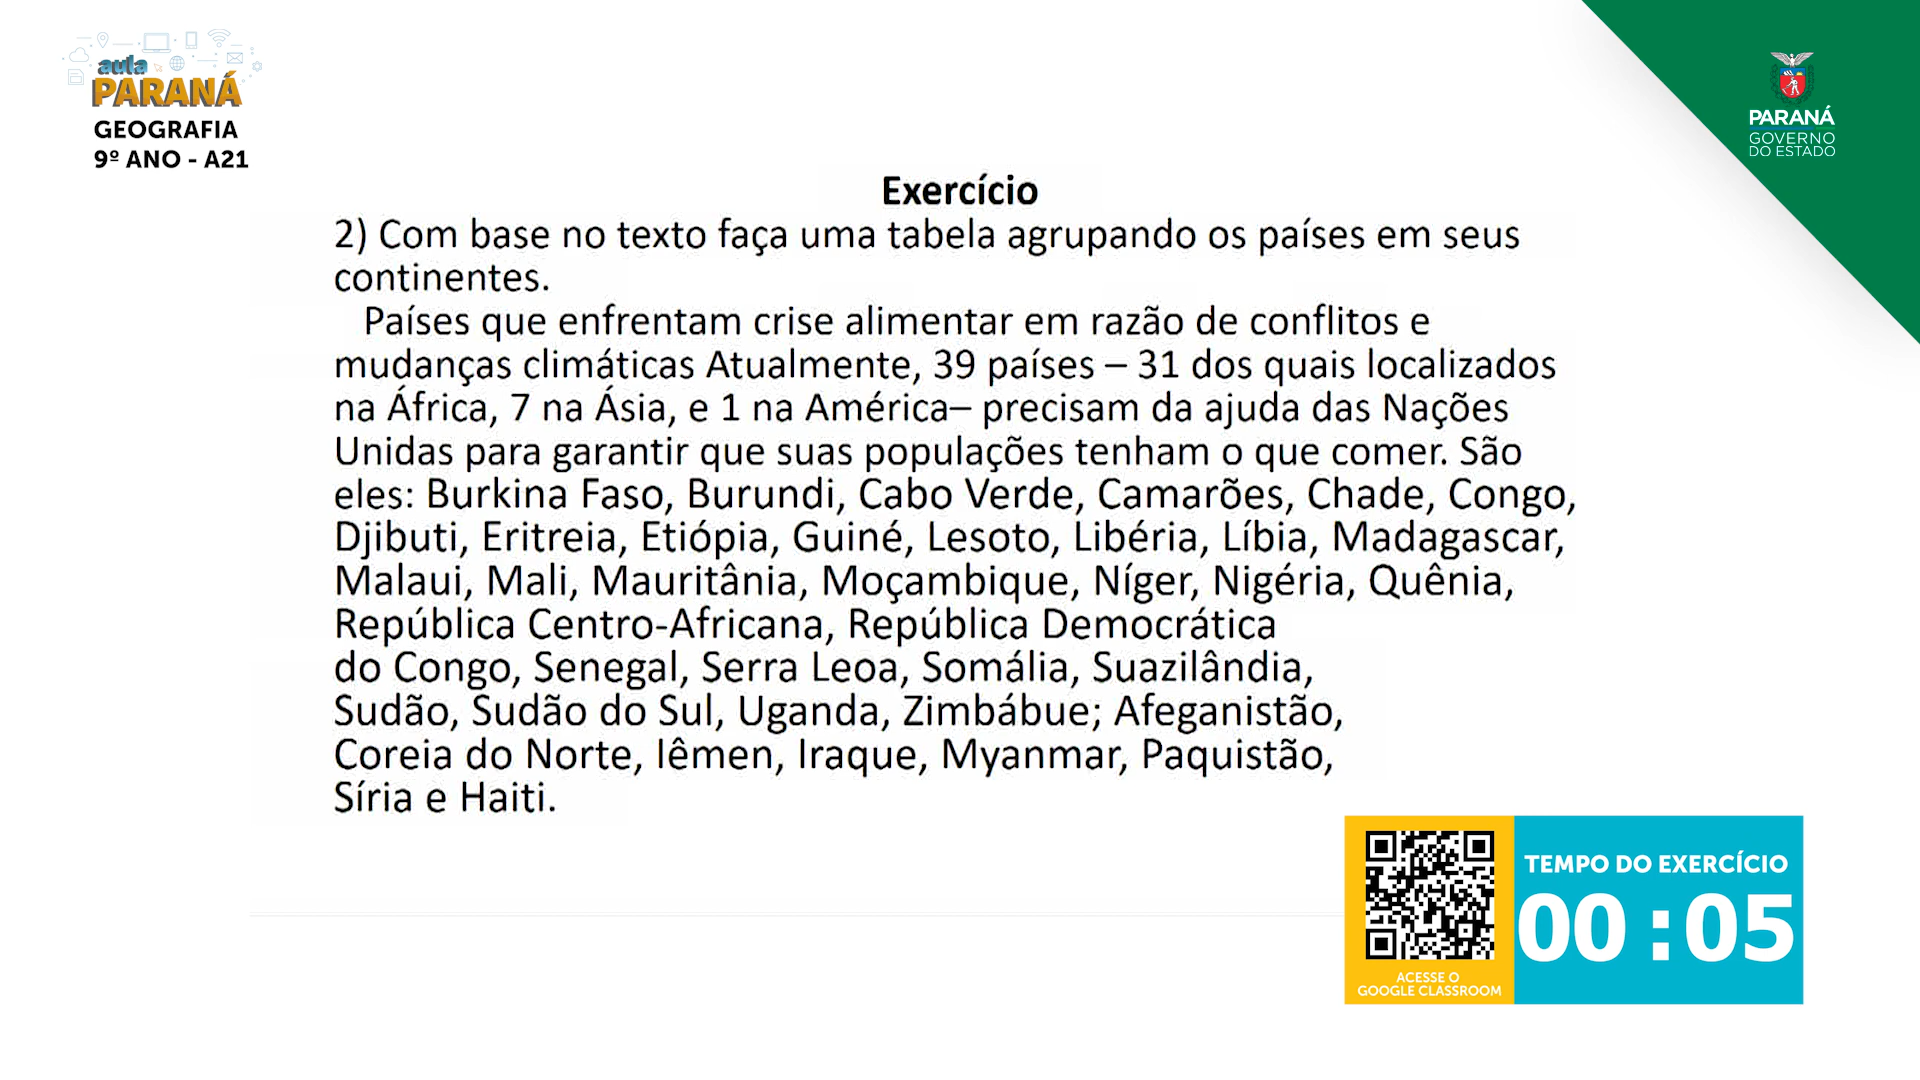 aula
PARANÁ
GEOGRAFIA
9º ANO - A21
PARANÁ
GOVERNO
DO ESTADO
Exercício
2) Com base no texto faça uma tabela agrupando os países em seus
continentes.
Países que enfrentam crise alimentar em razão de conflitos e
mudanças climáticas Atualmente, 39 países – 31 dos quais localizados
na África, 7 na Ásia, e 1 na América– precisam da ajuda das Nações
Unidas para garantir que suas populações tenham o que comer. São
eles: Burkina Faso, Burundi, Cabo Verde, Camarões, Chade, Congo,
Djibuti, Eritreia, Etiópia, Guiné, Lesoto, Libéria, Líbia, Madagascar,
Malaui, Mali, Mauritânia, Moçambique, Níger, Nigéria, Quênia,
República Centro-Africana, República Democrática
do Congo, Senegal, Serra Leoa, Somália, Suazilândia,
Sudão, Sudão do Sul, Uganda, Zimbábue; Afeganistão,
Coreia do Norte, Iêmen, Iraque, Myanmar, Paquistão,
Síria e Haiti.
TEMPO DO EXERCÍCIO
00 :05
ACESSE O
GOOGLE CLASSROOM